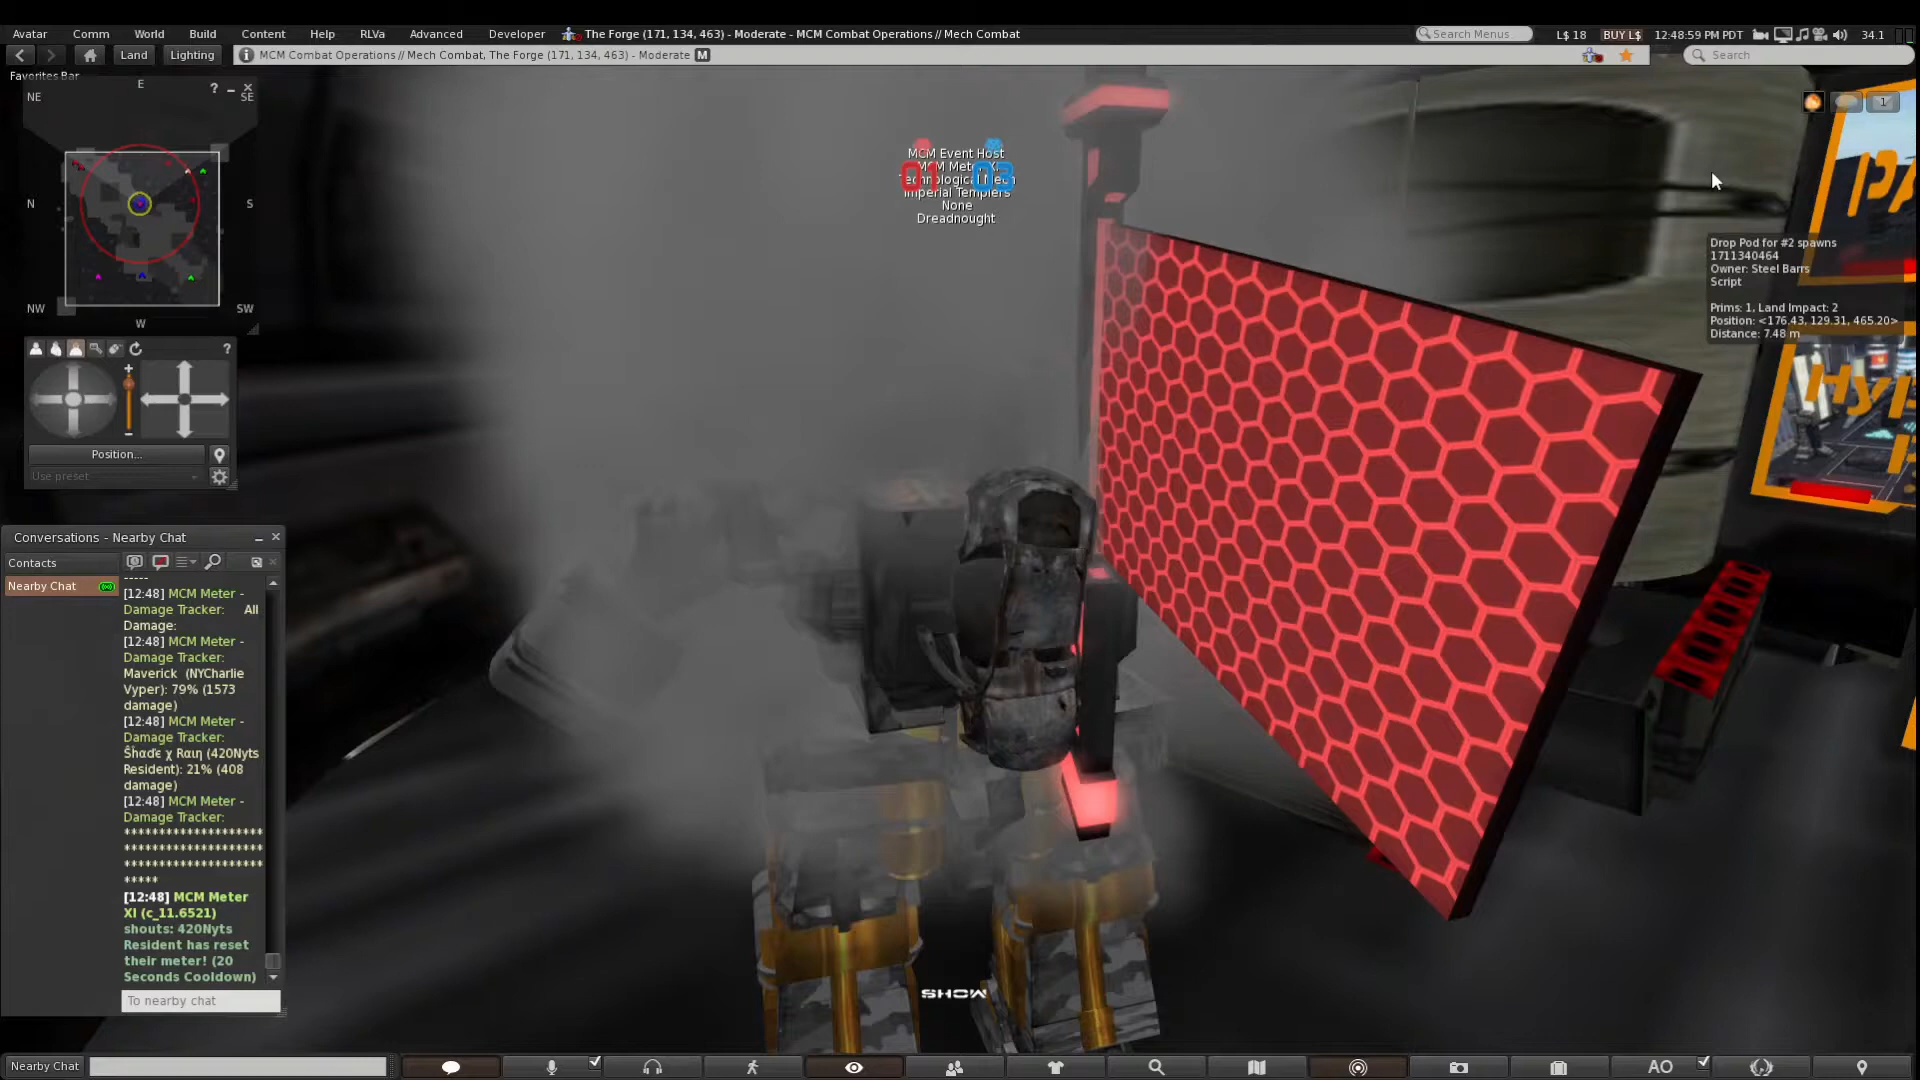 Avatar Comm World Build Content Help RLVa Advanced Developer The Forge (171, 134, 463) - Moderate - MCM Combat Operations // Mech Combat Search Menus L$ 18 BUY L$ 12:48:59 PM PDT 34.1
Land Lighting MCM Combat Operations // Mech Combat, The Forge (171, 134, 463) - Moderate M Search
Favorites Bar
E
NE SE
N S
NW SW
W
Position...
Use preset
MCM Event Host
Imperial Templers
None
Dreadnought
01 03
1
Drop Pod for #2 spawns
1711340464
Owner: Steel Barrs
Script
Prims: 1, Land Impact: 2
Position: <176.43, 129.31, 465.20>
Distance: 7.48 m
Conversations - Nearby Chat
Contacts
Nearby Chat
-----
[12:48] MCM Meter -
Damage Tracker: All
Damage:
[12:48] MCM Meter -
Damage Tracker:
Maverick (NYCharlie
Vyper): 79% (1573
damage)
[12:48] MCM Meter -
Damage Tracker:
Resident): 21% (408
damage)
[12:48] MCM Meter -
Damage Tracker:
********************
********************
********************
*****
[12:48] MCM Meter
XI (c_11.6521)
shouts: 420Nyts
Resident has reset
their meter! (20
Seconds Cooldown)
To nearby chat
SHOW
Nearby Chat
AO